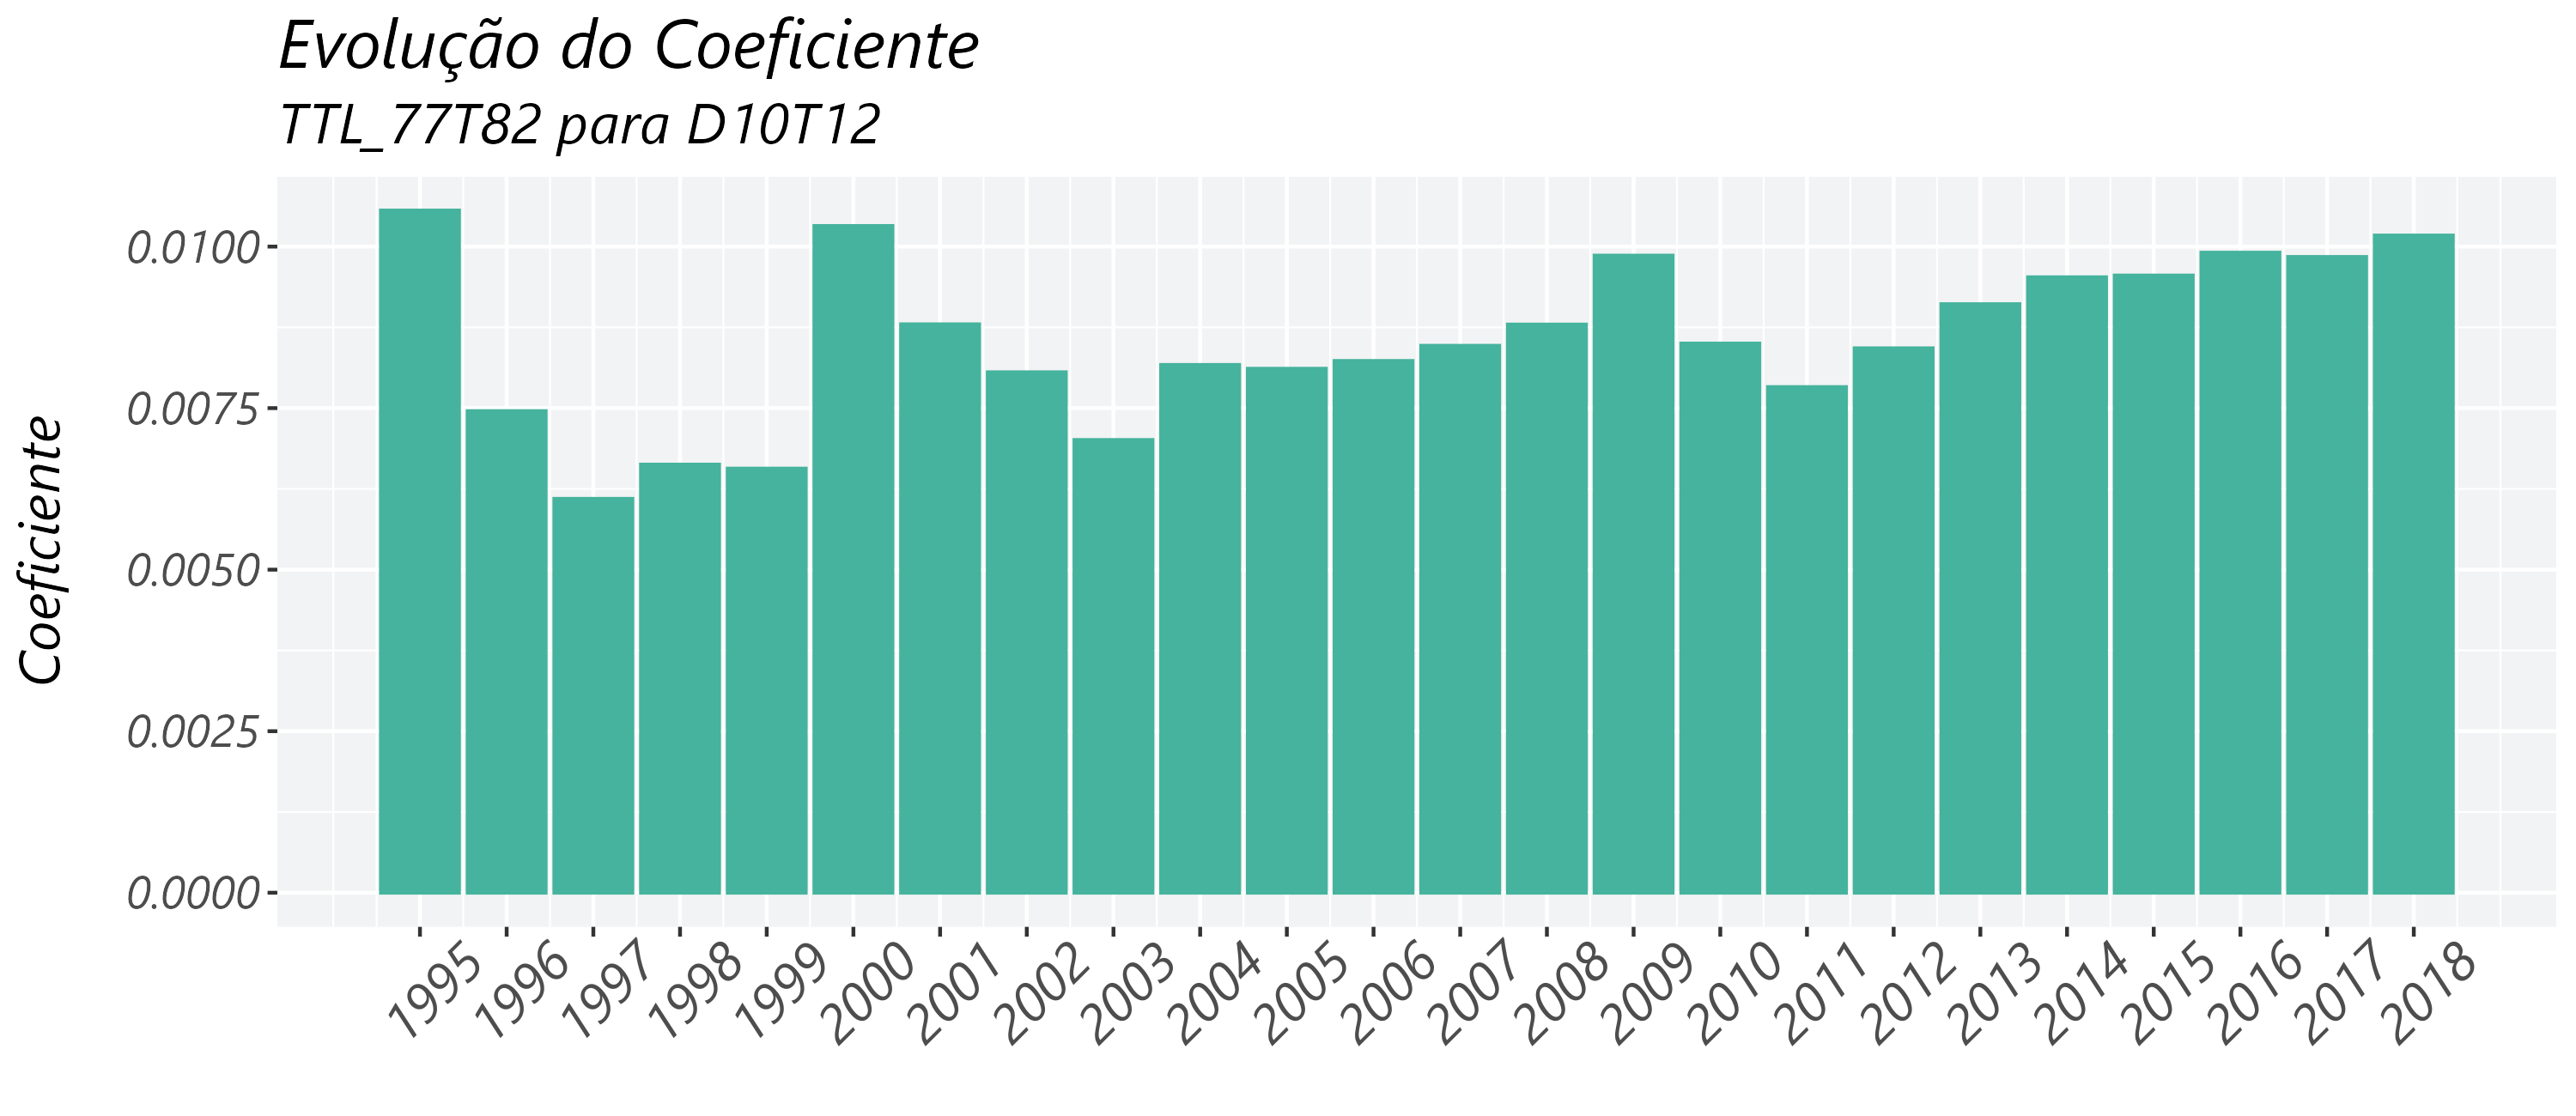 Evolução do Coeficiente
TTL_77T82 para D10T12
Coeficiente
0.0100
0.0075
0.0050
0.0025
0.0000
1995 1996 1997 1998 1999 2000 2001 2002 2003 2004 2005 2006 2007 2008 2009 2010 2011 2012 2013 2014 2015 2016 2017 2018